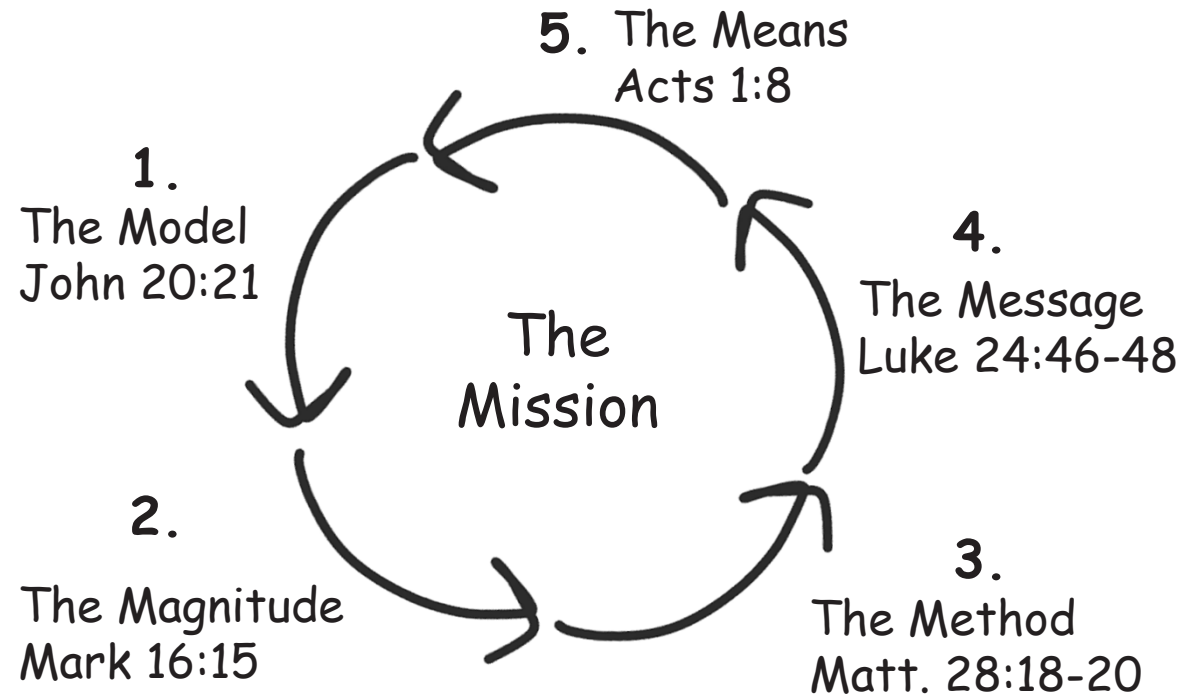 5. The Means
Acts 1:8
1.
The Model
John 20:21
4.
The Message
Luke 24:46-48
The
Mission
2.
The Magnitude
Mark 16:15
3.
The Method
Matt. 28:18-20